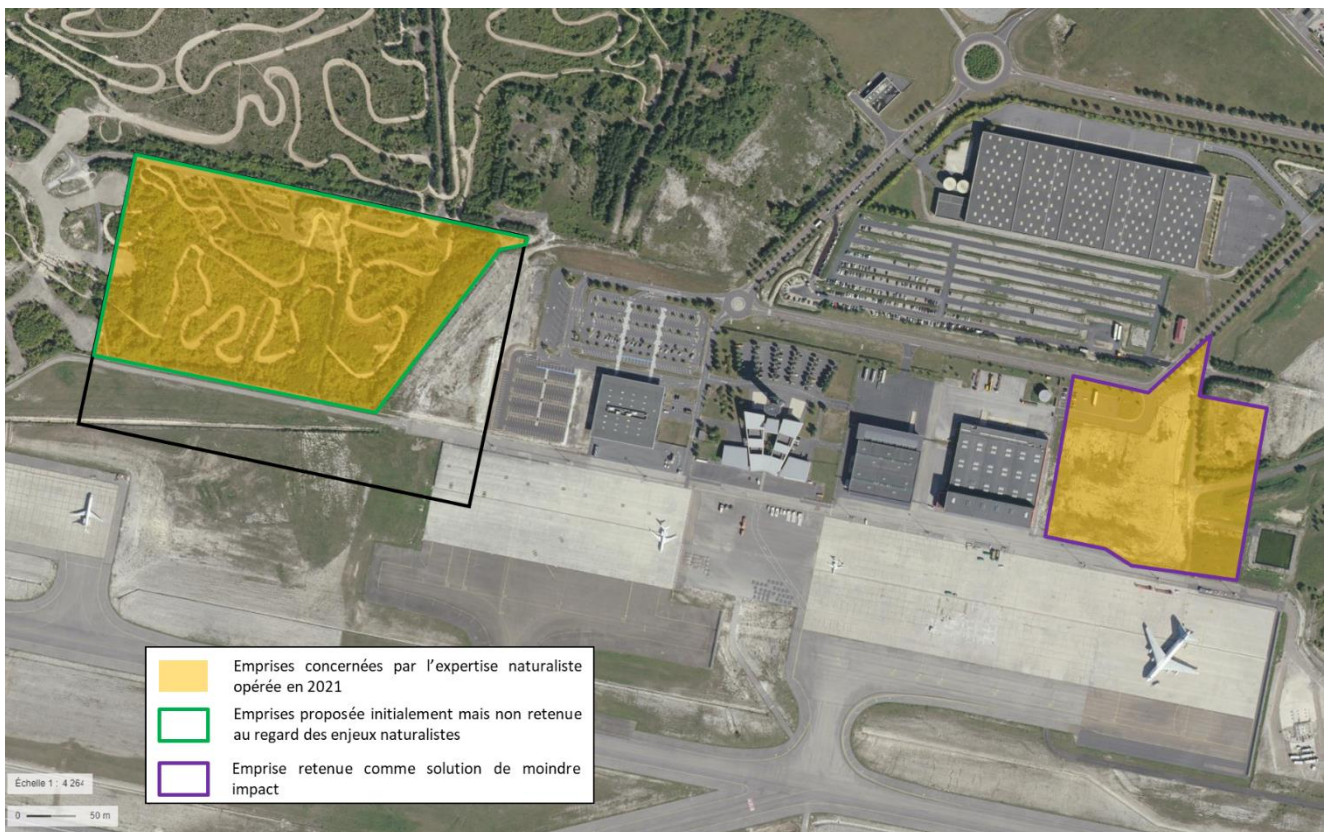 Emprises concernées par l'expertise naturaliste
opérée en 2021
Emprises proposée initialement mais non retenue
au regard des enjeux naturalistes
Emprise retenue comme solution de moindre
impact
Échelle 1 : 4 264
0 50 m